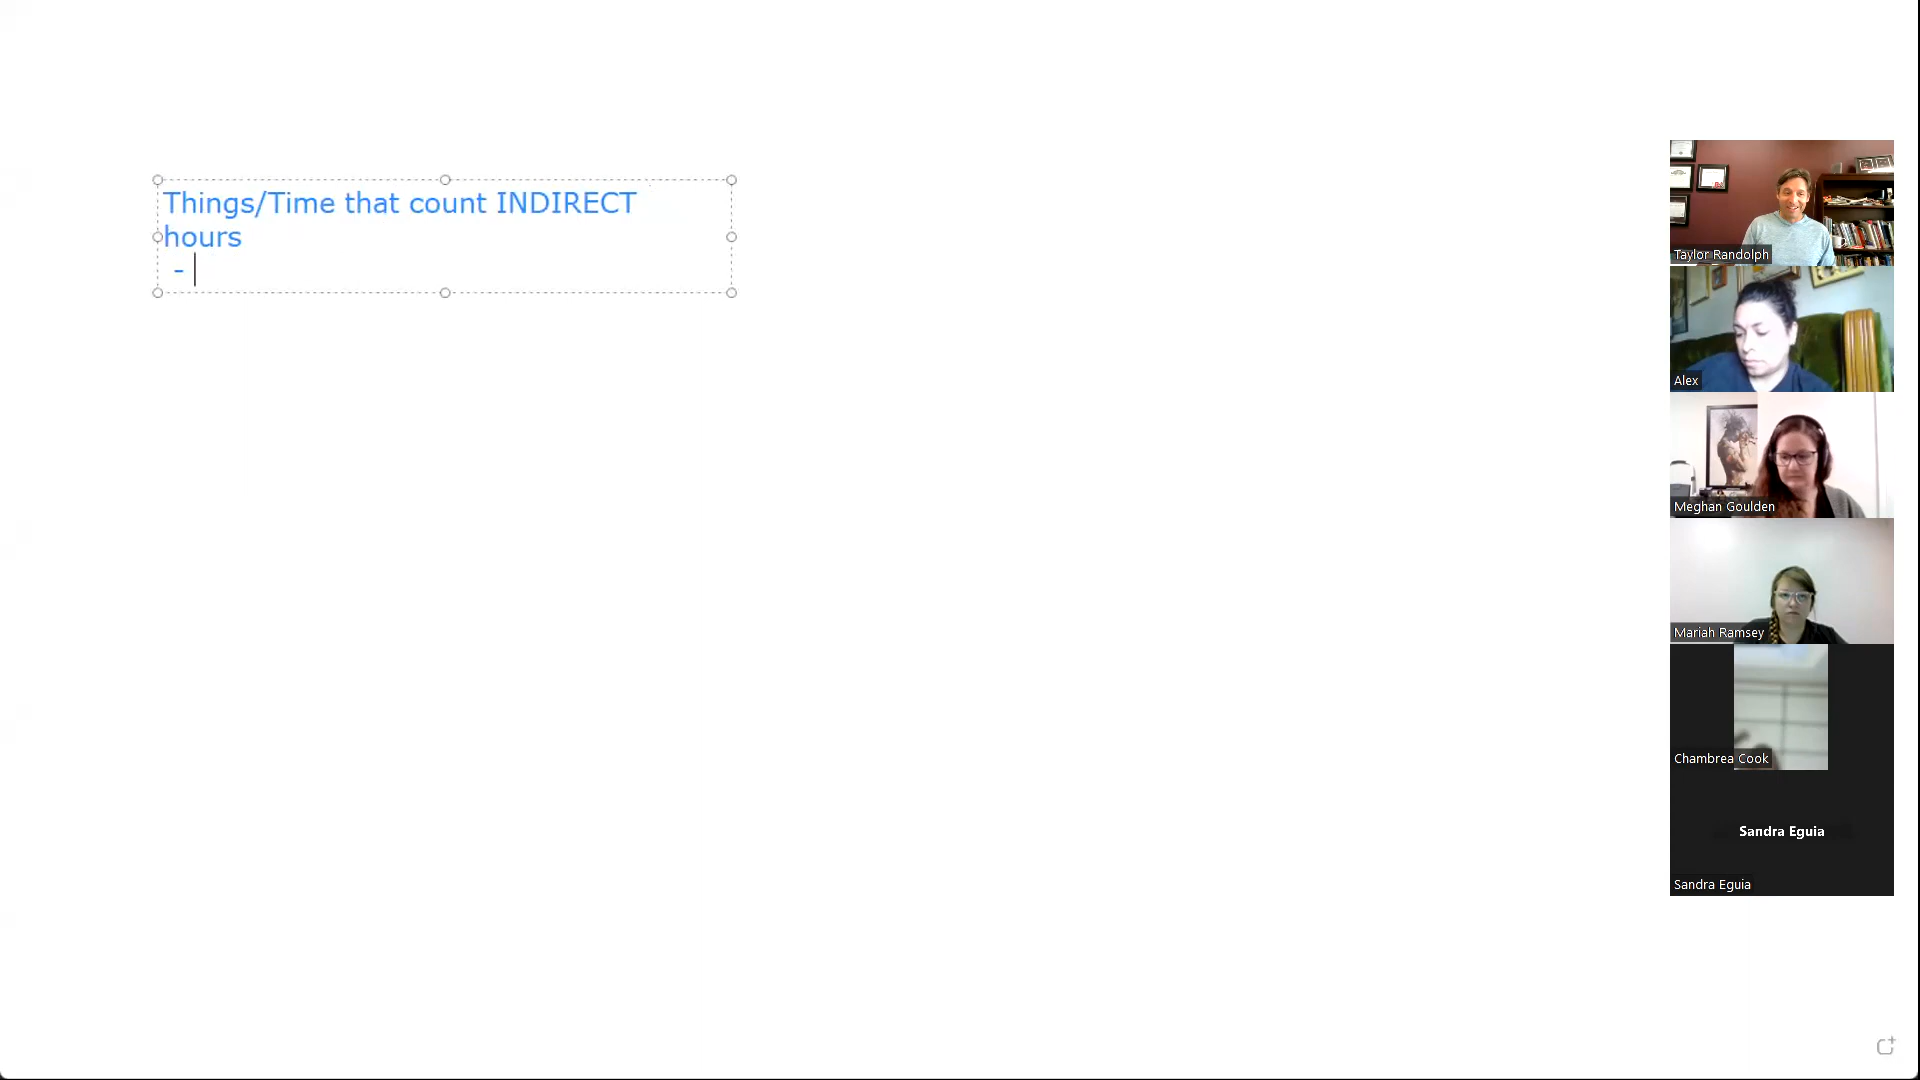 Things/Time that count INDIRECT
hours
-
Taylor Randolph
Alex
Meghan Goulden
Mariah Ramsey
Chambrea Cook
Sandra Eguia
Sandra Eguia